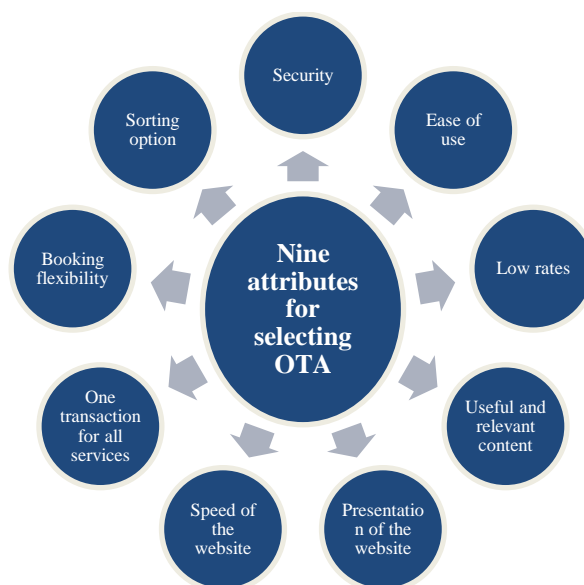 Security
Ease of
use
Low rates
Useful and
relevant
content
Presentatio
n of the
website
Speed of
the
website
One
transaction
for all
services
Booking
flexibility
Sorting
option
Nine
attributes
for
selecting
OTA